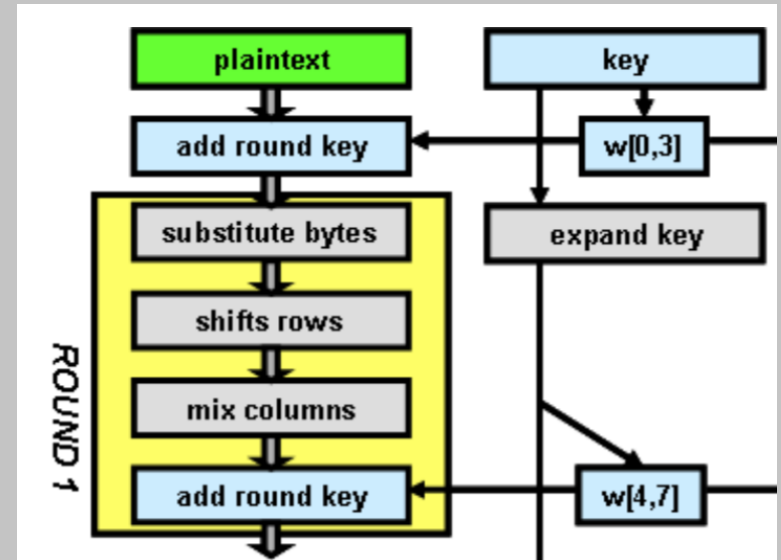 plaintext
key
add round key
w[0,3]
substitute bytes
expand key
shifts rows
mix columns
ROUND 1
add round key
w[4,7]